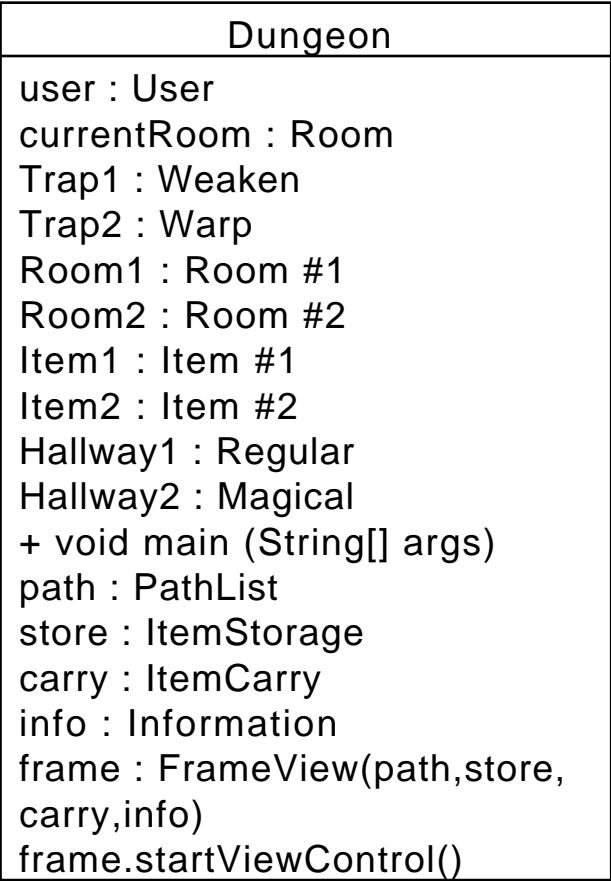 Dungeon
user : User
currentRoom : Room
Trap1 : Weaken
Trap2 : Warp
Room1 : Room #1
Room2 : Room #2
Item1 : Item #1
Item2 : Item #2
Hallway1 : Regular
Hallway2 : Magical
+ void main (String[] args)
path : PathList
store : ItemStorage
carry : ItemCarry
info : Information
frame : FrameView(path,store,
carry,info)
frame.startViewControl()